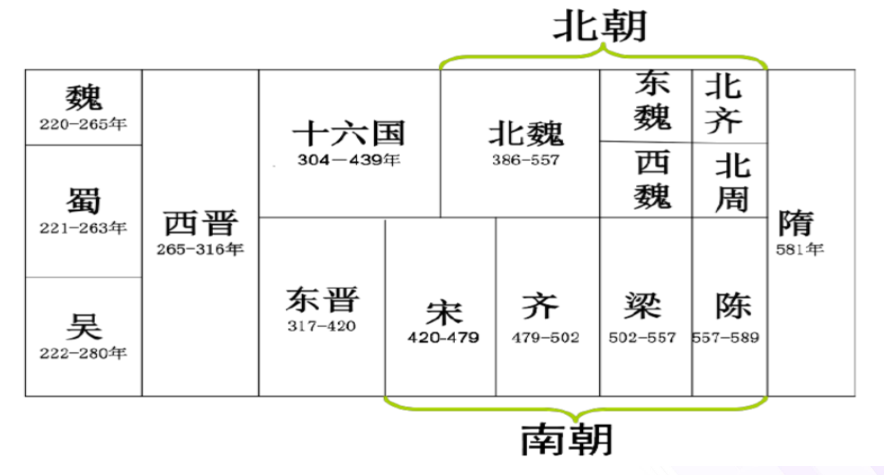 北朝
魏
220-265年
蜀
221-263年
吴
222-280年
西晋
265-316年
十六国
304－439年
东晋
317-420
北魏
386-557
东
魏
西
魏
北
齐
北
周
宋
420-479
齐
479-502
梁
502-557
陈
557-589
隋
581年
南朝